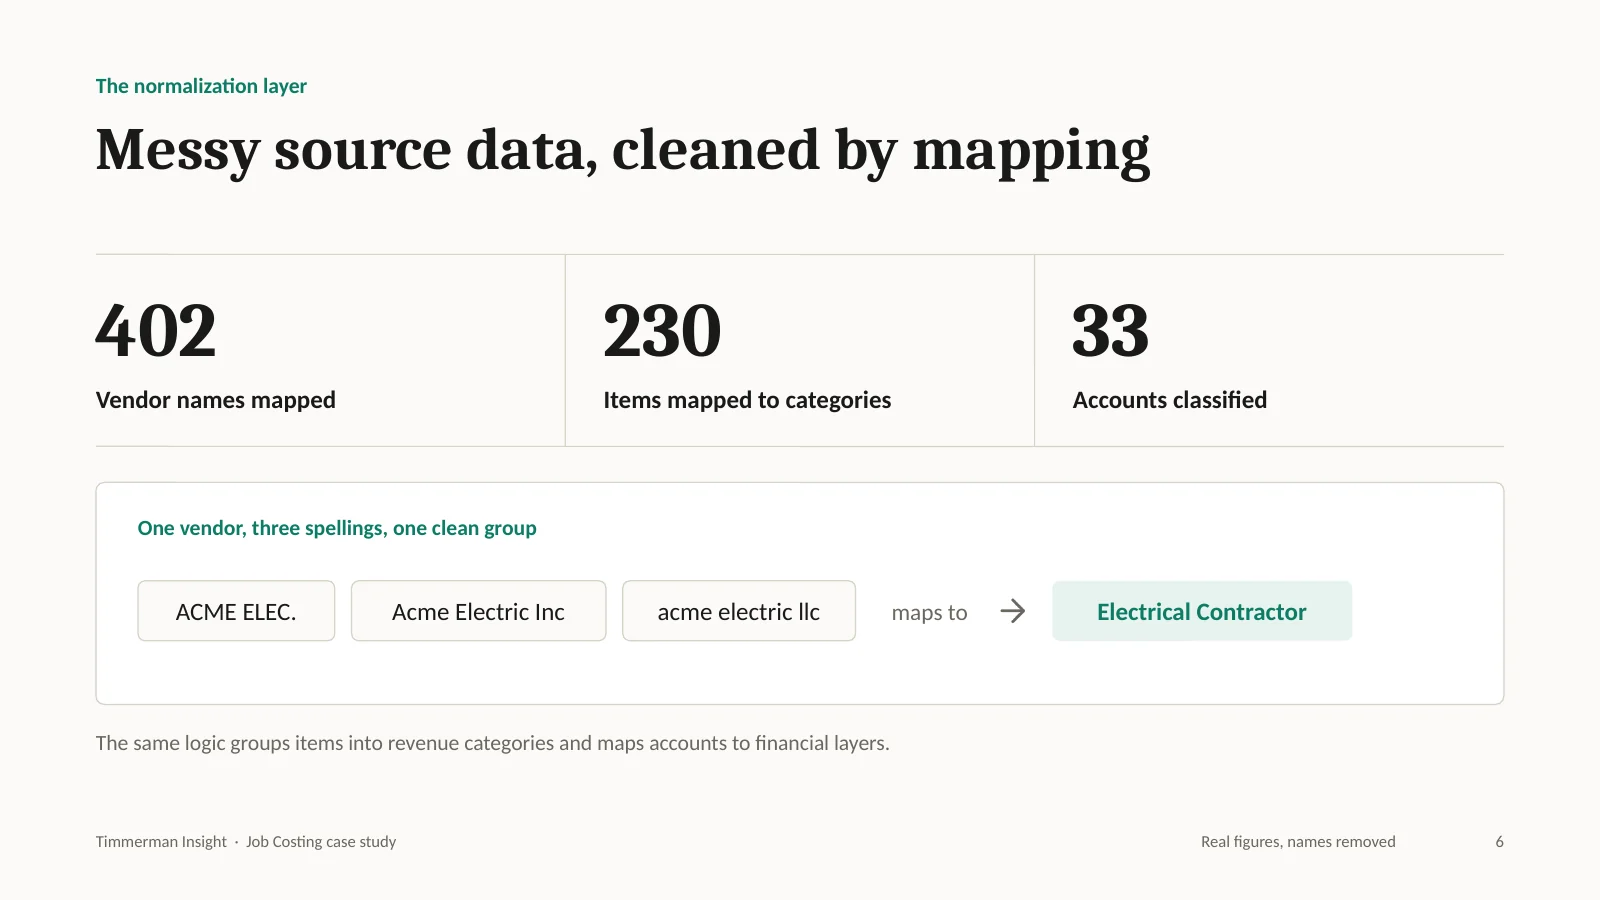 The normalization layer
Messy source data, cleaned by mapping
402
Vendor names mapped
230
Items mapped to categories
33
Accounts classified
One vendor, three spellings, one clean group
ACME ELEC.
Acme Electric Inc
acme electric llc
maps to →
Electrical Contractor
The same logic groups items into revenue categories and maps accounts to financial layers.
Timmerman Insight · Job Costing case study
Real figures, names removed
6